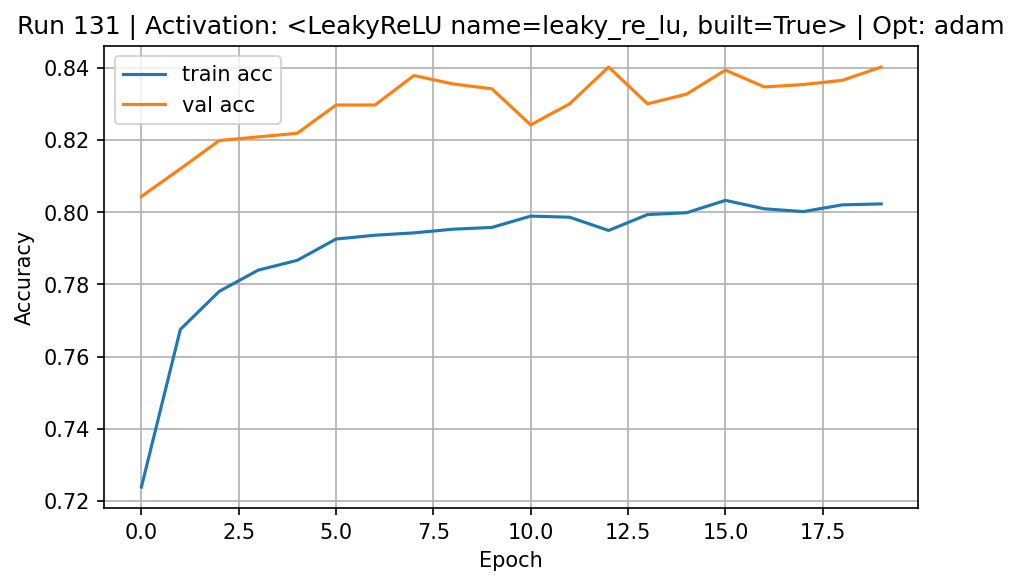 Run 131 | Activation: <LeakyReLU name=leaky_re_lu, built=True> | Opt: adam
train acc
val acc
0.84
0.82
0.80
0.78
0.76
0.74
0.72
Accuracy
0.0 2.5 5.0 7.5 10.0 12.5 15.0 17.5
Epoch